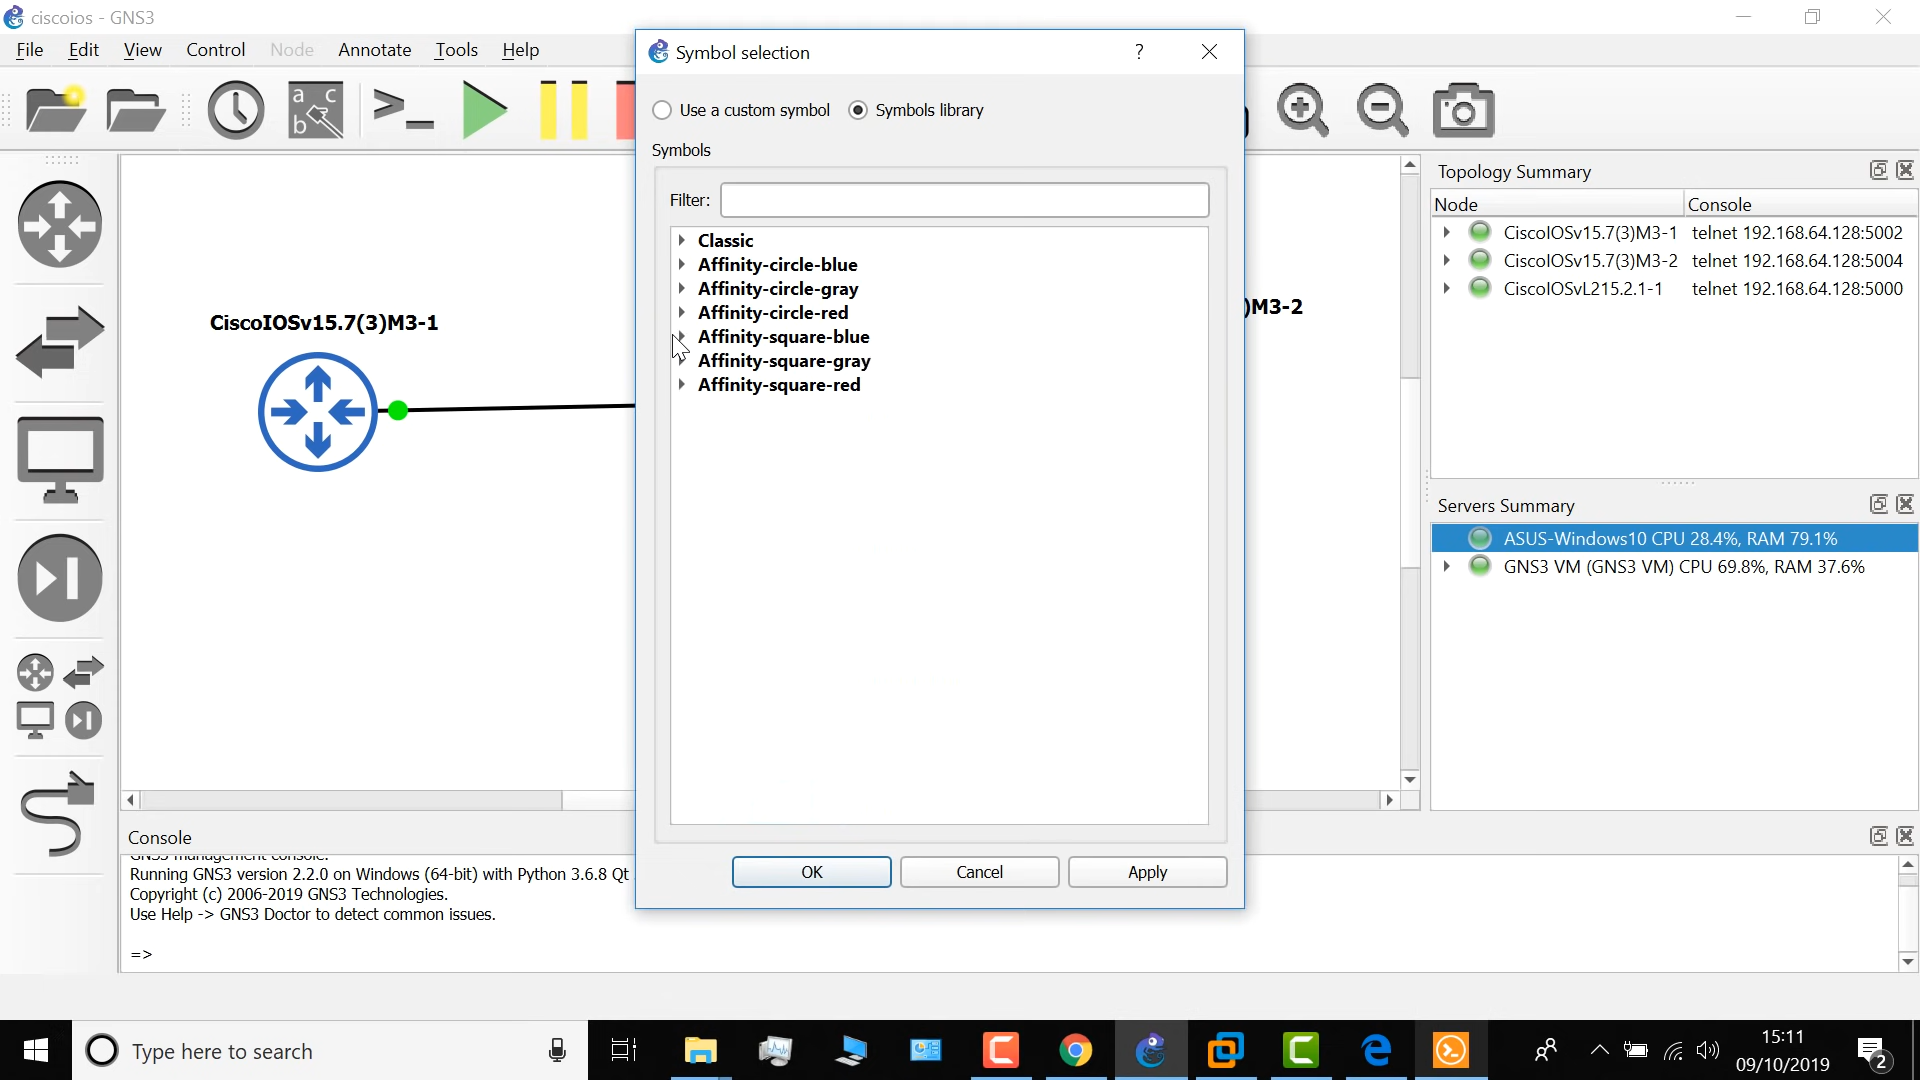 ciscoios - GNS3
File Edit View Control Node Annotate Tools Help
a c
b
Symbol selection
?
Use a custom symbol
Symbols library
Symbols
Filter:
Classic
Affinity-circle-blue
Affinity-circle-gray
Affinity-circle-red
Affinity-square-blue
Affinity-square-gray
Affinity-square-red
OK
Cancel
Apply
CiscoIOSv15.7(3)M3-1
)M3-2
Topology Summary
Node Console
CiscoIOSv15.7(3)M3-1 telnet 192.168.64.128:5002
CiscoIOSv15.7(3)M3-2 telnet 192.168.64.128:5004
CiscoIOSvL215.2.1-1 telnet 192.168.64.128:5000
Servers Summary
ASUS-Windows10 CPU 28.4%, RAM 79.1%
GNS3 VM (GNS3 VM) CPU 69.8%, RAM 37.6%
Console
GNS3 management console.
Running GNS3 version 2.2.0 on Windows (64-bit) with Python 3.6.8 Qt
Copyright (c) 2006-2019 GNS3 Technologies.
Use Help -> GNS3 Doctor to detect common issues.
=>
Type here to search
15:11
09/10/2019
2